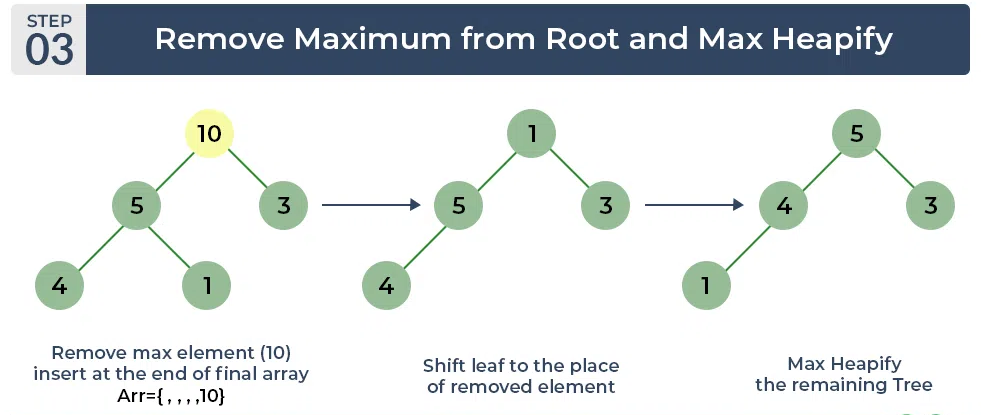 STEP
03
Remove Maximum from Root and Max Heapify
10
5
3
4
1
1
5
3
4
5
4
3
1
Remove max element (10)
insert at the end of final array
Arr={ , , , ,10}
Shift leaf to the place
of removed element
Max Heapify
the remaining Tree